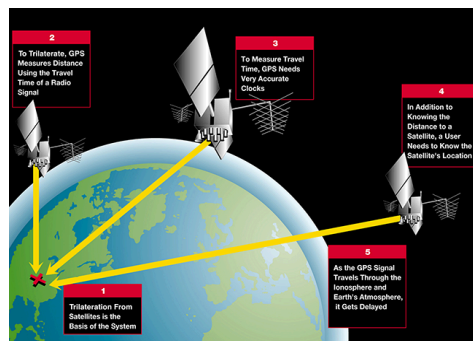 1
Trilateration From
Satellites is the
Basis of the System
2
To Trilaterate, GPS
Measures Distance
Using the Travel
Time of a Radio
Signal
3
To Measure Travel
Time, GPS Needs
Very Accurate
Clocks
4
In Addition to
Knowing the
Distance to a
Satellite, a User
Needs to Know the
Satellite's Location
5
As the GPS Signal
Travels Through the
Ionosphere and
Earth's Atmosphere,
it Gets Delayed